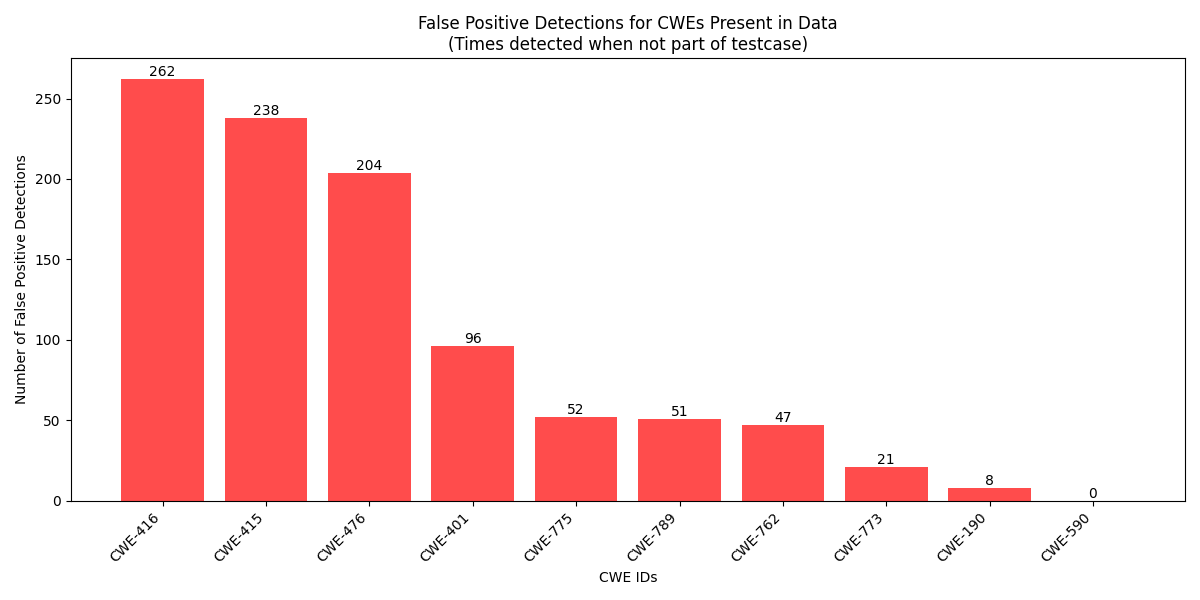 False Positive Detections for CWEs Present in Data
(Times detected when not part of testcase)
Number of False Positive Detections
250
200
150
100
50
0
262
238
204
96
52
51
47
21
8
0
CWE-416
CWE-415
CWE-476
CWE-401
CWE-775
CWE-789
CWE-762
CWE-773
CWE-190
CWE-590
CWE IDs